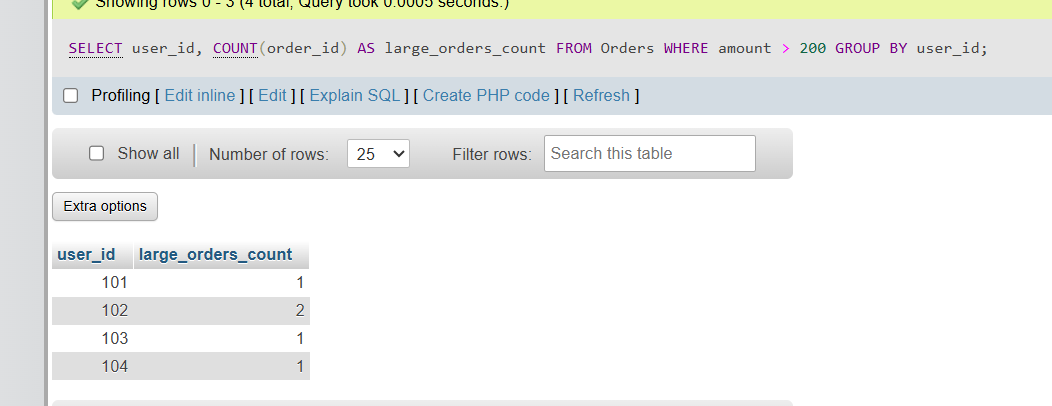 Showing rows 0 - 3 (4 total, Query took 0.0005 seconds.)
SELECT user_id, COUNT(order_id) AS large_orders_count FROM Orders WHERE amount > 200 GROUP BY user_id;
Profiling [ Edit inline ] [ Edit ] [ Explain SQL ] [ Create PHP code ] [ Refresh ]
Show all Number of rows: 25 Filter rows: Search this table
Extra options
user_id large_orders_count
101 1
102 2
103 1
104 1